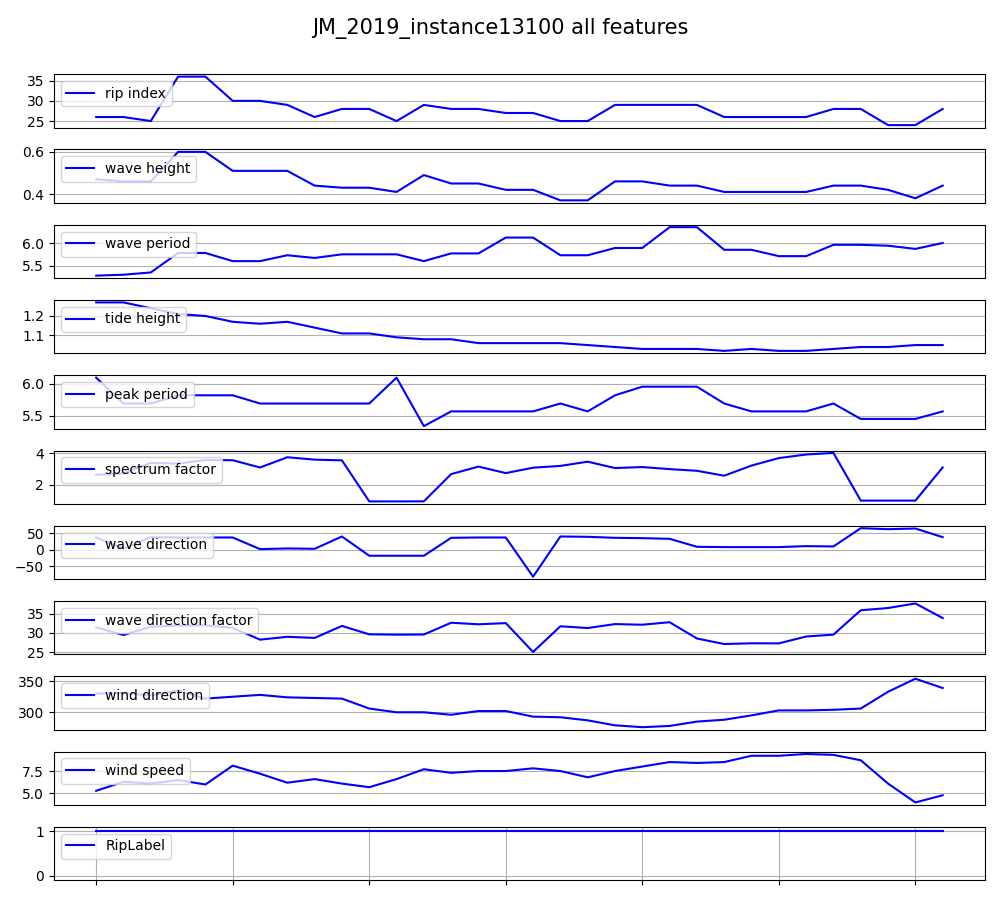 JM_2019_instance13100 all features
35
30
25
rip index
0.6
0.4
wave height
6.0
5.5
wave period
1.2
1.1
tide height
6.0
5.5
peak period
4
2
spectrum factor
50
0
−50
wave direction
35
30
25
wave direction factor
350
300
wind direction
7.5
5.0
wind speed
1
0
RipLabel